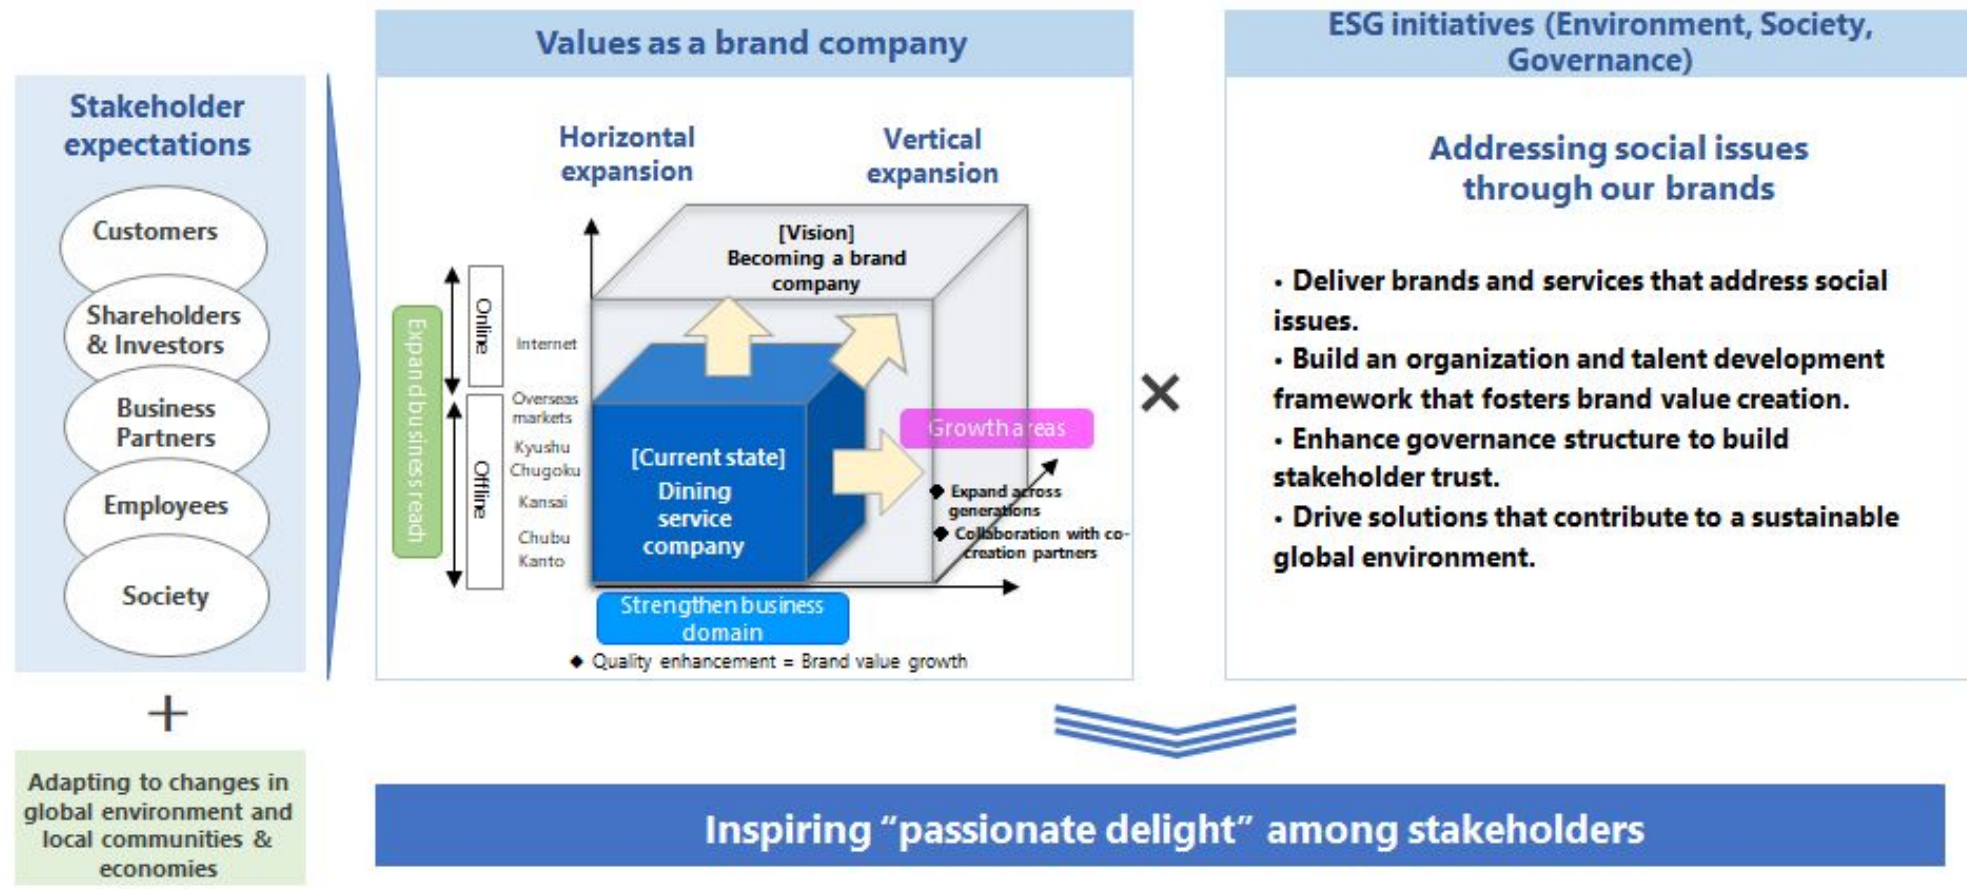 Stakeholder
expectations
Customers
Shareholders
& Investors
Business
Partners
Employees
Society
+
Adapting to changes in
global environment and
local communities &
economies
Values as a brand company
Horizontal
expansion
Vertical
expansion
[Vision]
Becoming a brand
company
Expand business reach
Online
Offline
Internet
Overseas
markets
Kyushu
Chugoku
Kansai
Chubu
Kanto
[Current state]
Dining
service
company
Growth areas
◆ Expand across
generations
◆ Collaboration with co-
creation partners
Strengthen business
domain
◆ Quality enhancement = Brand value growth
×
ESG initiatives (Environment, Society,
Governance)
Addressing social issues
through our brands
・Deliver brands and services that address social
issues.
・Build an organization and talent development
framework that fosters brand value creation.
・Enhance governance structure to build
stakeholder trust.
・Drive solutions that contribute to a sustainable
global environment.
Inspiring “passionate delight” among stakeholders